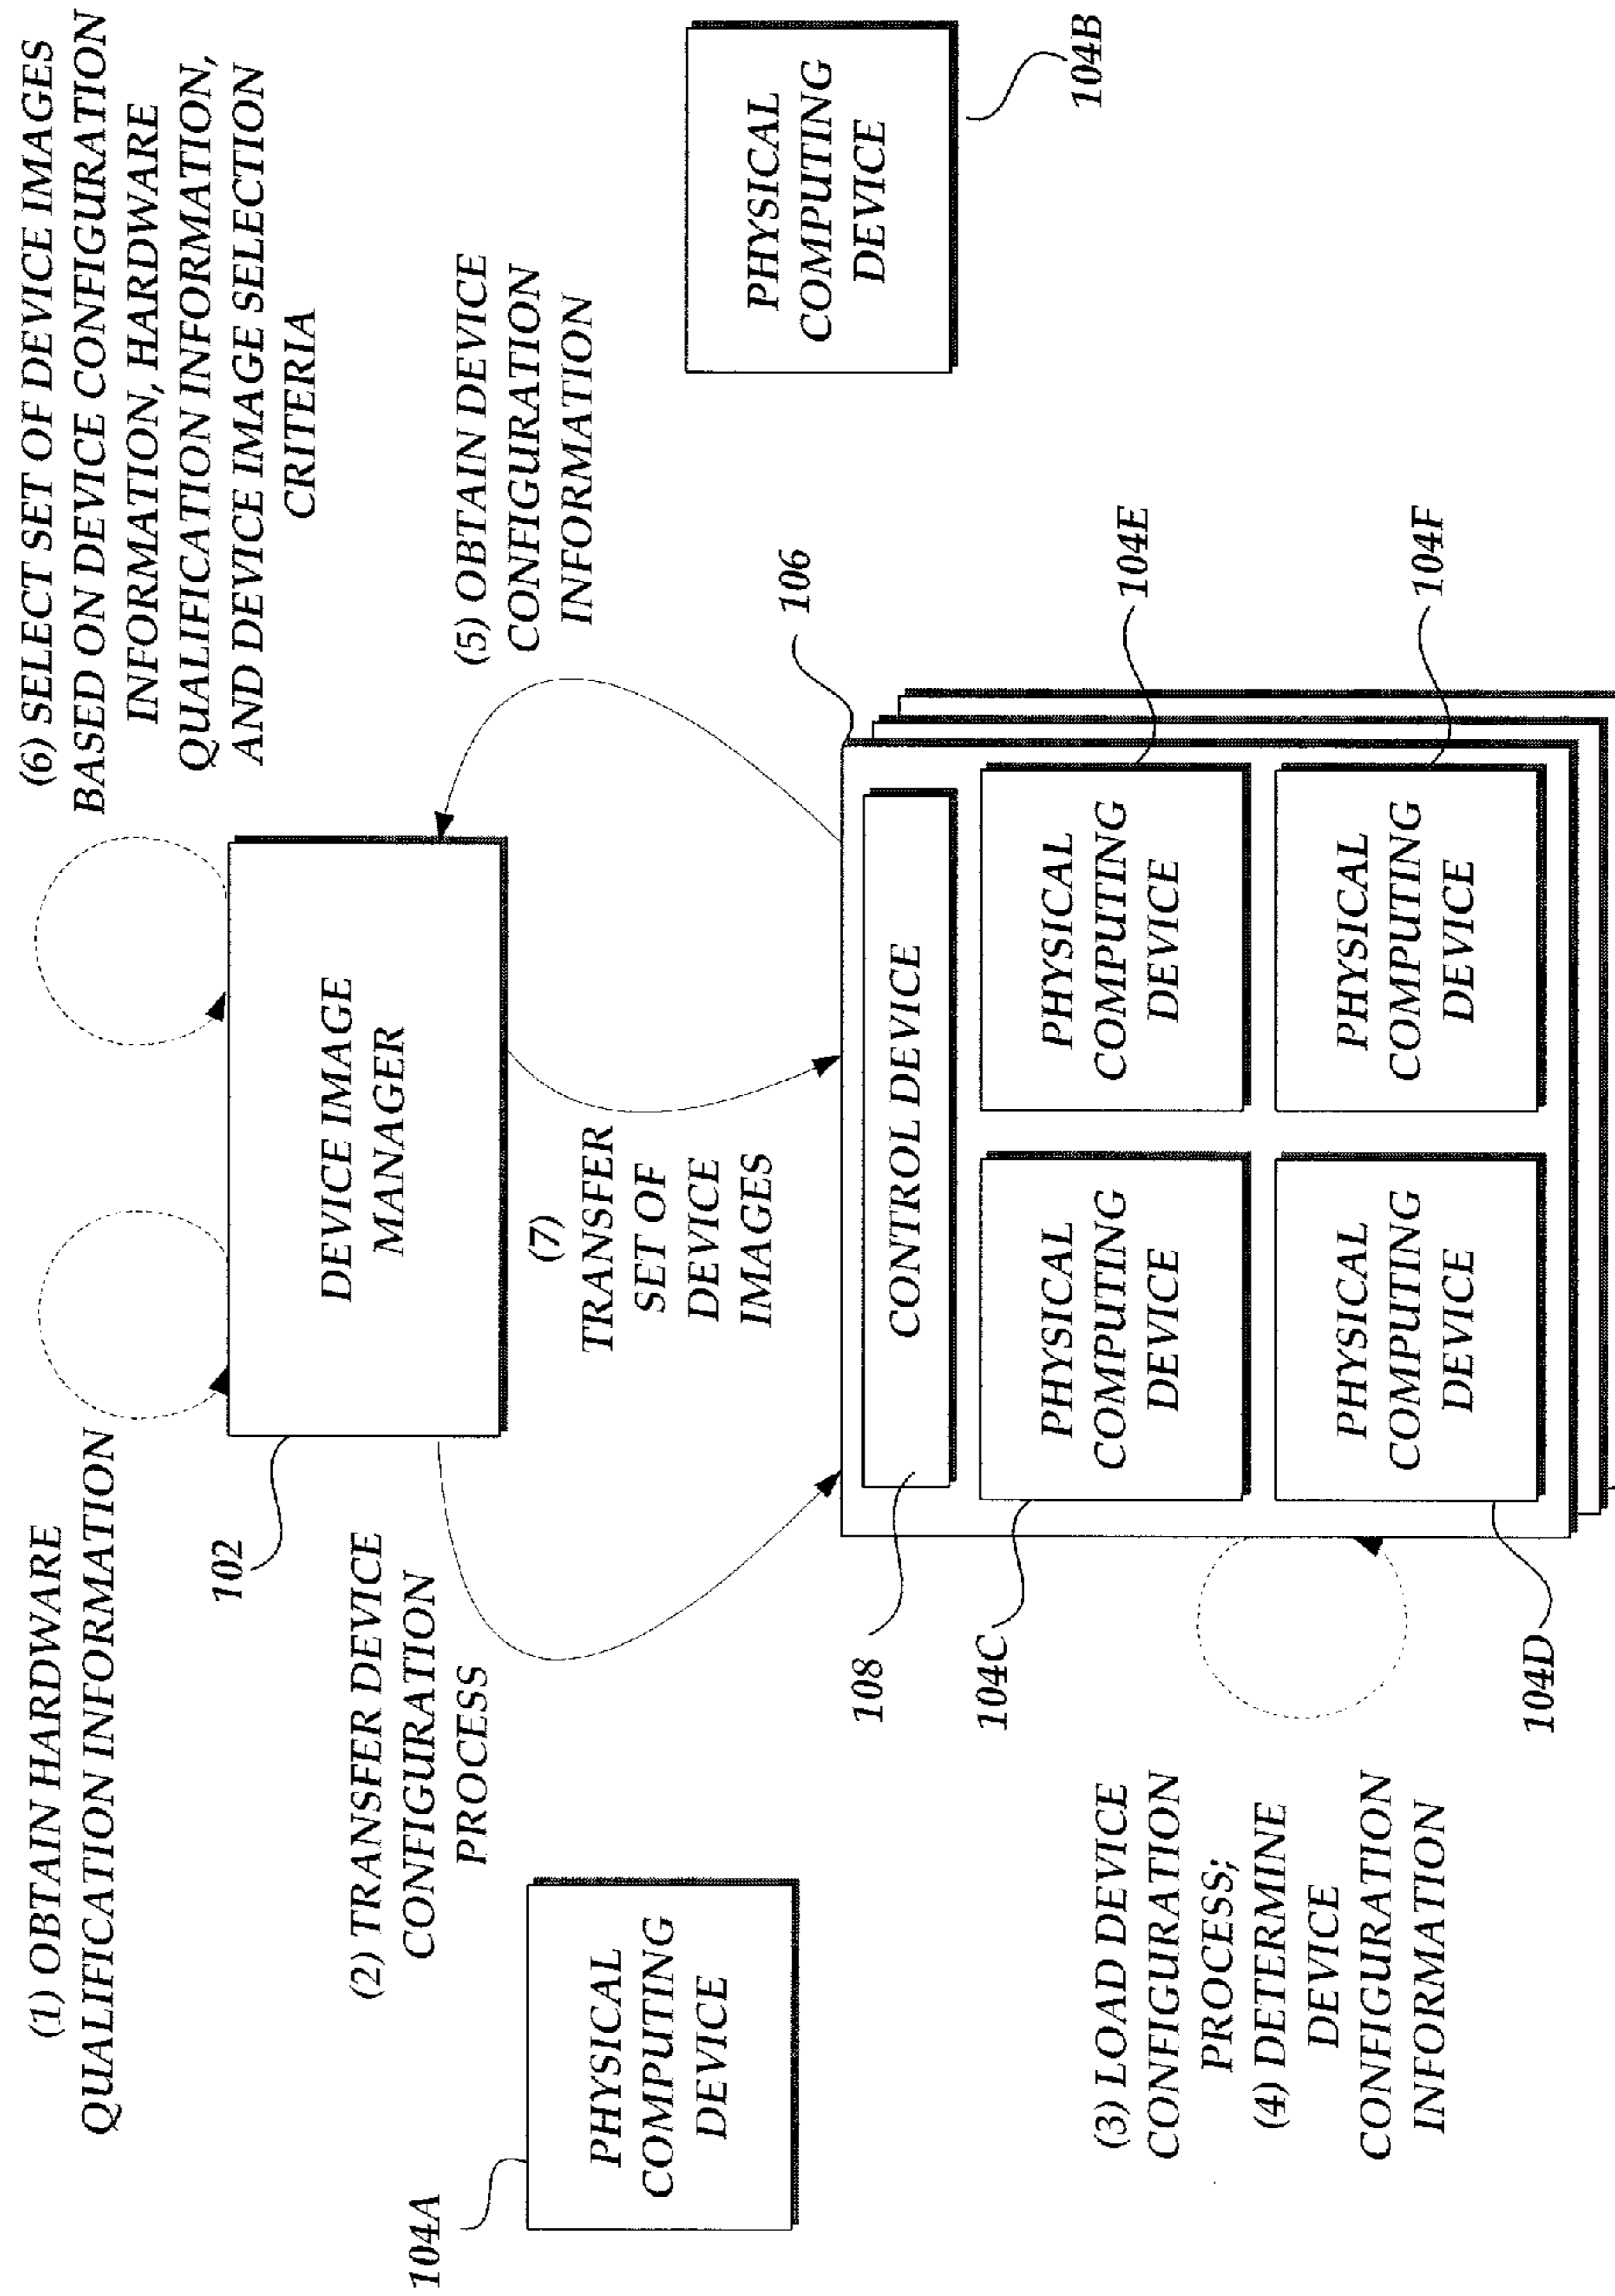 (1) OBTAIN HARDWARE
QUALIFICATION INFORMATION
(6) SELECT SET OF DEVICE IMAGES
BASED ON DEVICE CONFIGURATION
INFORMATION, HARDWARE
QUALIFICATION INFORMATION,
AND DEVICE IMAGE SELECTION
CRITERIA
102
DEVICE IMAGE
MANAGER
(2) TRANSFER DEVICE
CONFIGURATION
PROCESS
(5) OBTAIN DEVICE
CONFIGURATION
INFORMATION
104A
PHYSICAL
COMPUTING
DEVICE
(7)
TRANSFER
SET OF
DEVICE
IMAGES
PHYSICAL
COMPUTING
DEVICE
104B
106
108
CONTROL DEVICE
104C
PHYSICAL
COMPUTING
DEVICE
PHYSICAL
COMPUTING
DEVICE
104E
(3) LOAD DEVICE
CONFIGURATION
PROCESS;
(4) DETERMINE
DEVICE
CONFIGURATION
INFORMATION
104D
PHYSICAL
COMPUTING
DEVICE
PHYSICAL
COMPUTING
DEVICE
104F